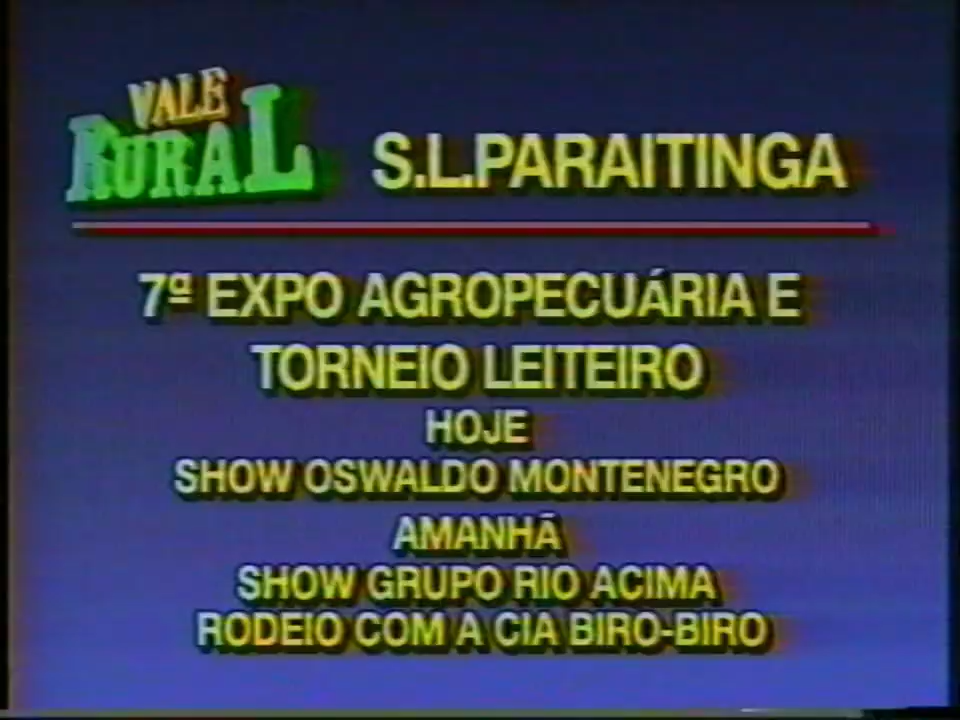 VALE
RURAL
S.L.PARAITINGA
7ª EXPO AGROPECUÁRIA E
TORNEIO LEITEIRO
HOJE
SHOW OSWALDO MONTENEGRO
AMANHÃ
SHOW GRUPO RIO ACIMA
RODEIO COM A CIA BIRO-BIRO